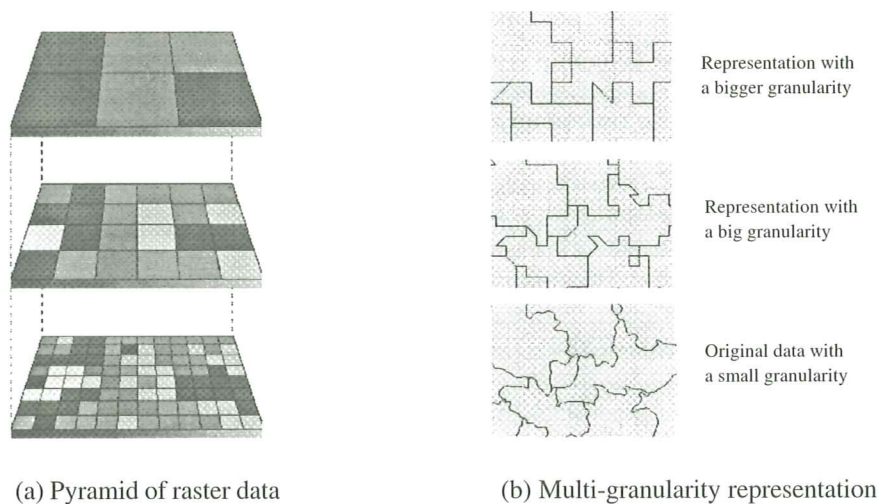 Representation with
a bigger granularity
Representation with
a big granularity
Original data with
a small granularity
(a) Pyramid of raster data
(b) Multi-granularity representation